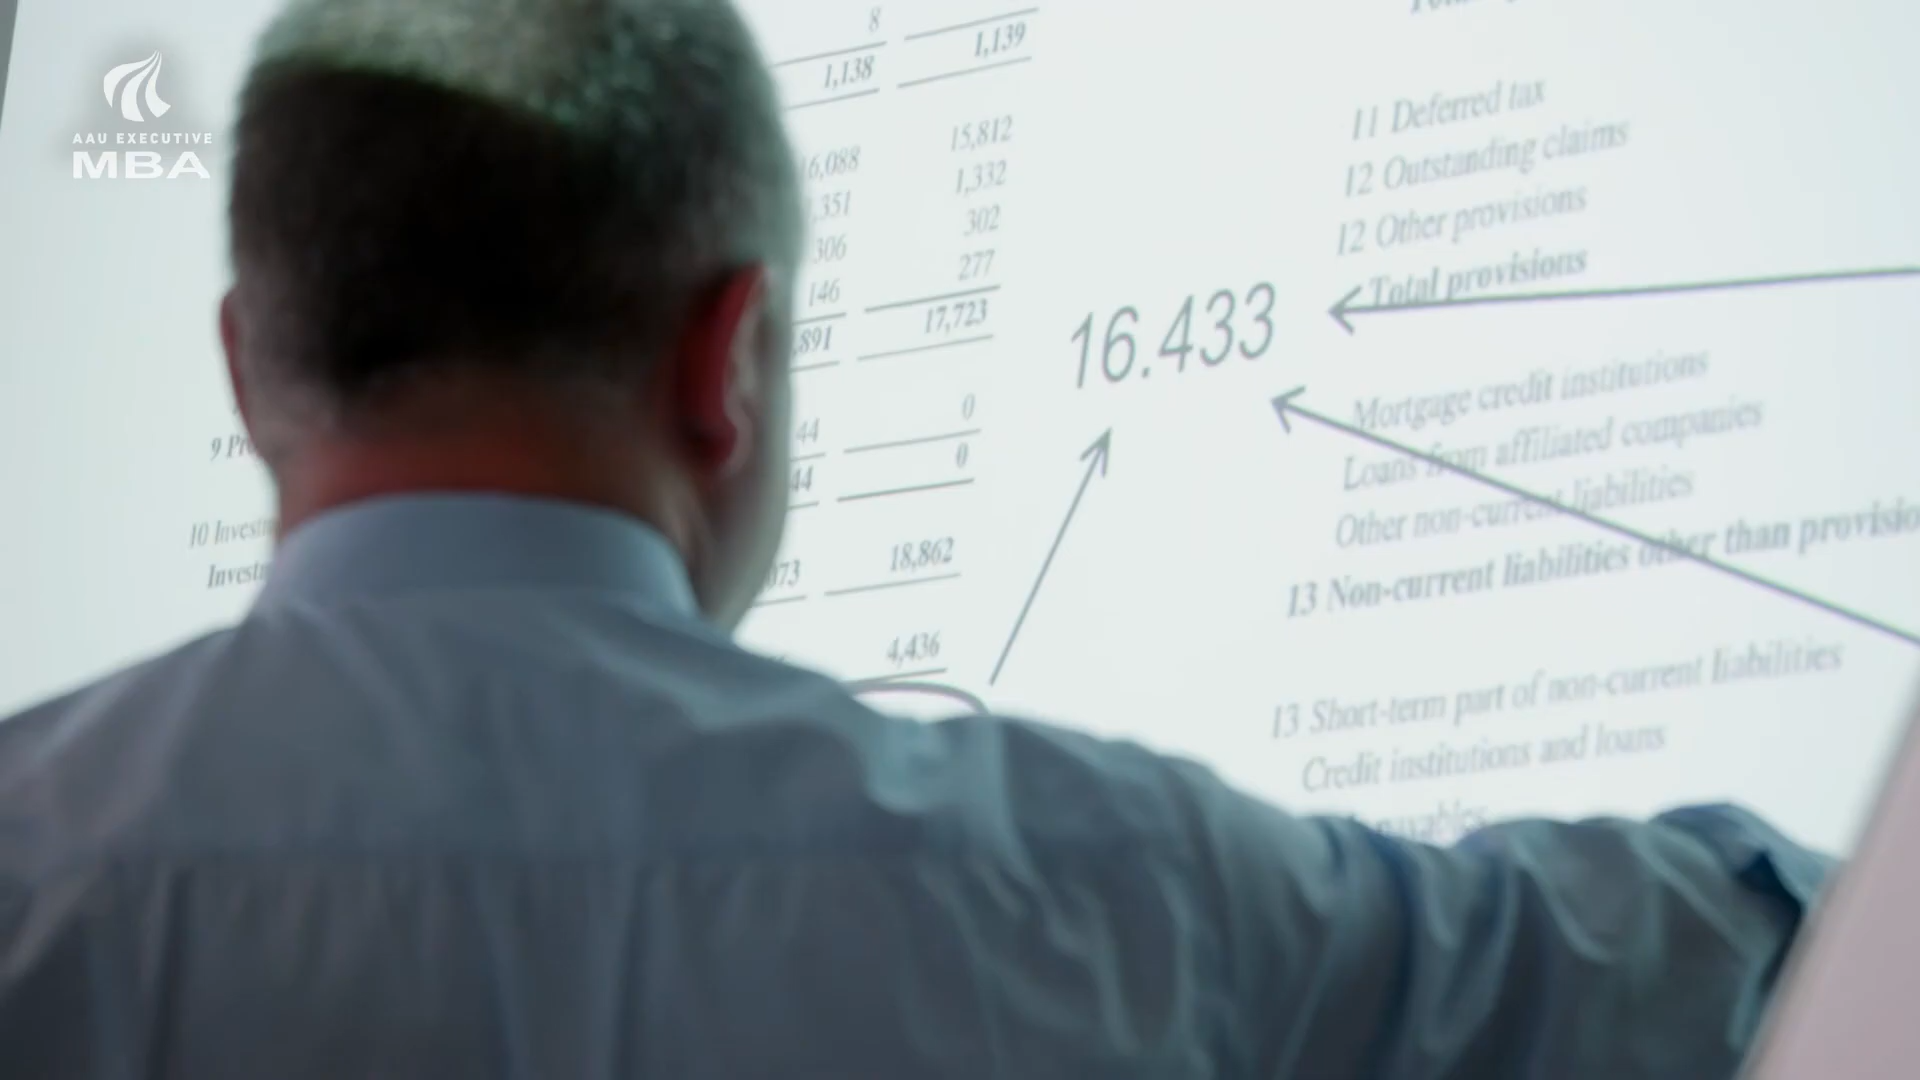 AAU EXECUTIVE
MBA
8
1,138 1,139
15,812
1,332
302
146 277
17,723
0
44 0
10
18,862
4,436
16.433
11 Deferred tax
12 Outstanding claims
12 Other provisions
Total provisions
Mortgage credit institutions
Loans from affiliated companies
Other non-current liabilities
13 Non-current liabilities other than
13 Short-term part of non-current liabilities
Credit institutions and loans